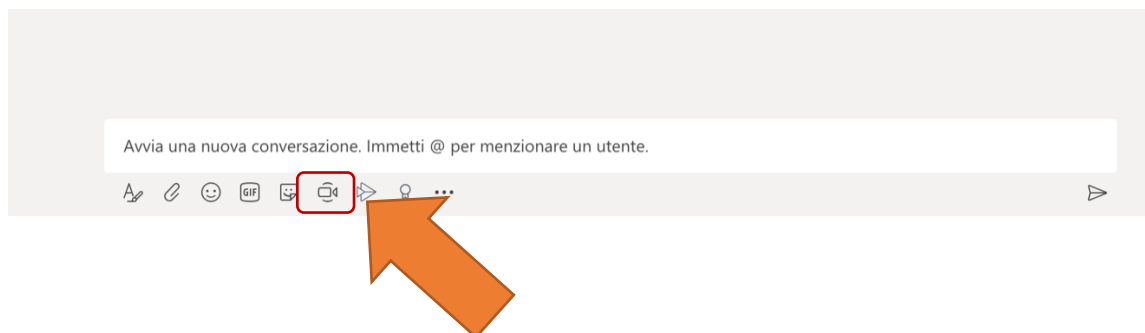 Avvia una nuova conversazione. Immetti @ per menzionare un utente.
GIF